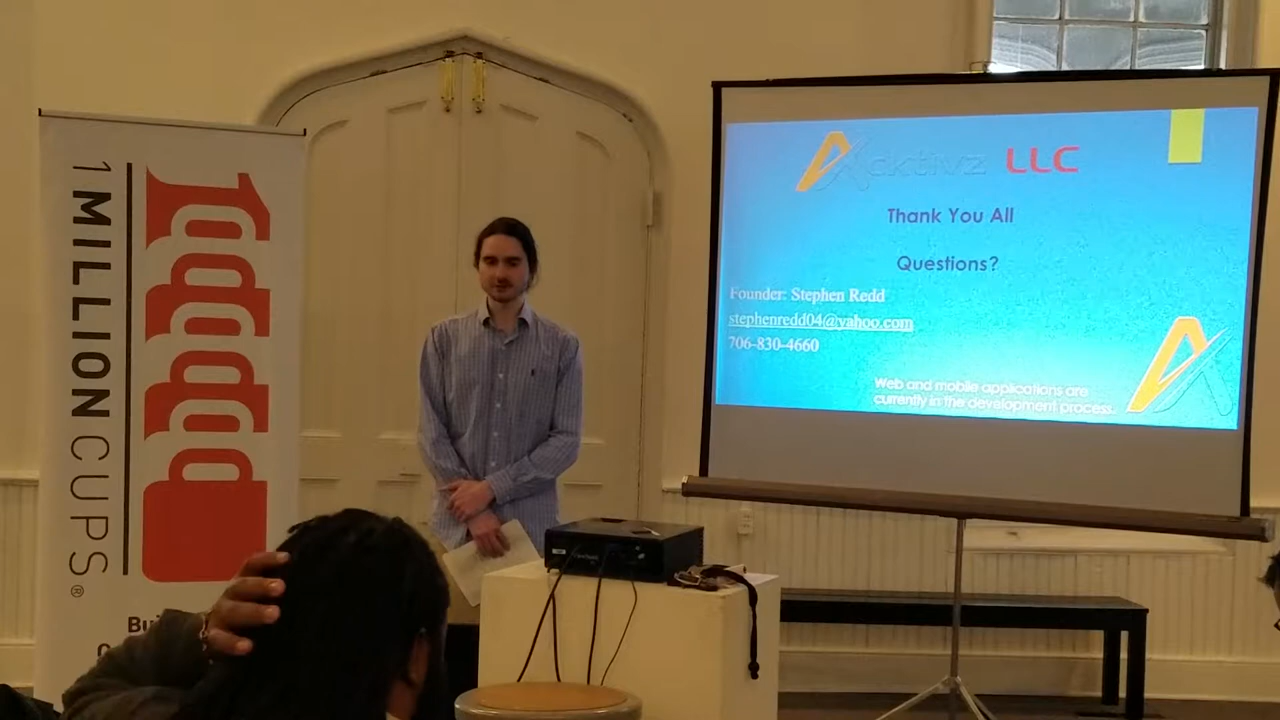 1 MILLION CUPS®
Acktivz LLC
Thank You All
Questions?
Founder: Stephen Redd
stephenredd04@yahoo.com
706-830-4660
Web and mobile applications are
currently in the development process.